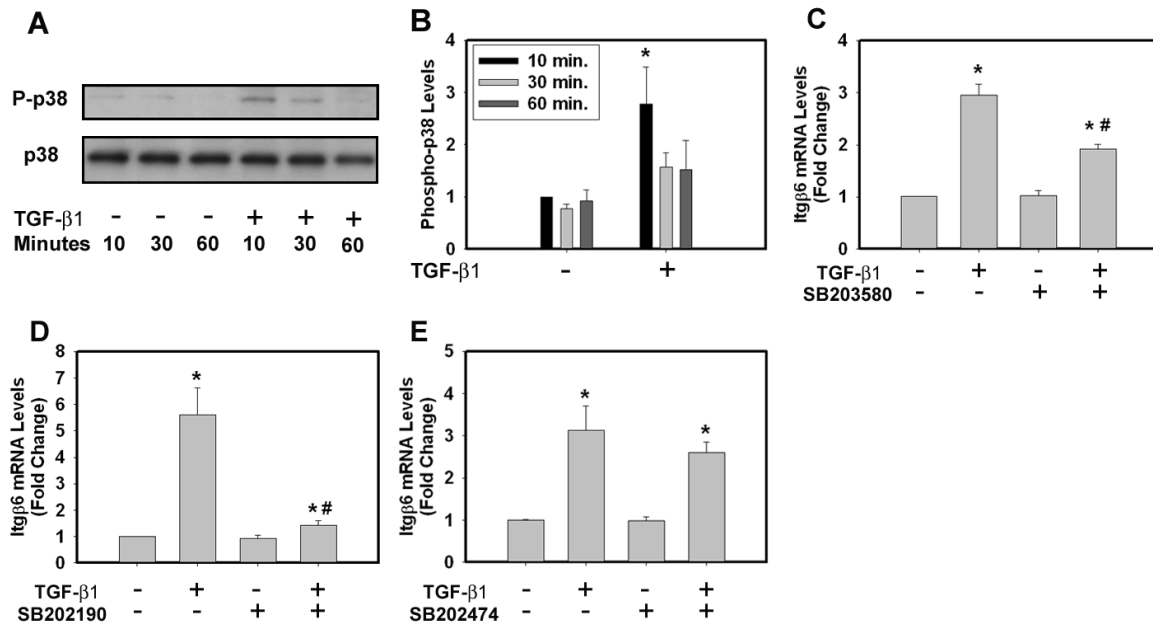 A
P-p38
p38
TGF-β1 - - - + + +
Minutes 10 30 60 10 30 60
B
Phospho-p38 Levels
4
3
2
1
0
10 min.
30 min.
60 min.
*
TGF-β1 - +
C
Itgβ6 mRNA Levels
(Fold Change)
4
3
2
1
0
*
* #
TGF-β1 - + - +
SB203580 - - + +
D
Itgβ6 mRNA Levels
(Fold Change)
8
7
6
5
4
3
2
1
0
*
* #
TGF-β1 - + - +
SB202190 - - + +
E
Itgβ6 mRNA Levels
(Fold Change)
5
4
3
2
1
0
*
*
TGF-β1 - + - +
SB202474 - - + +